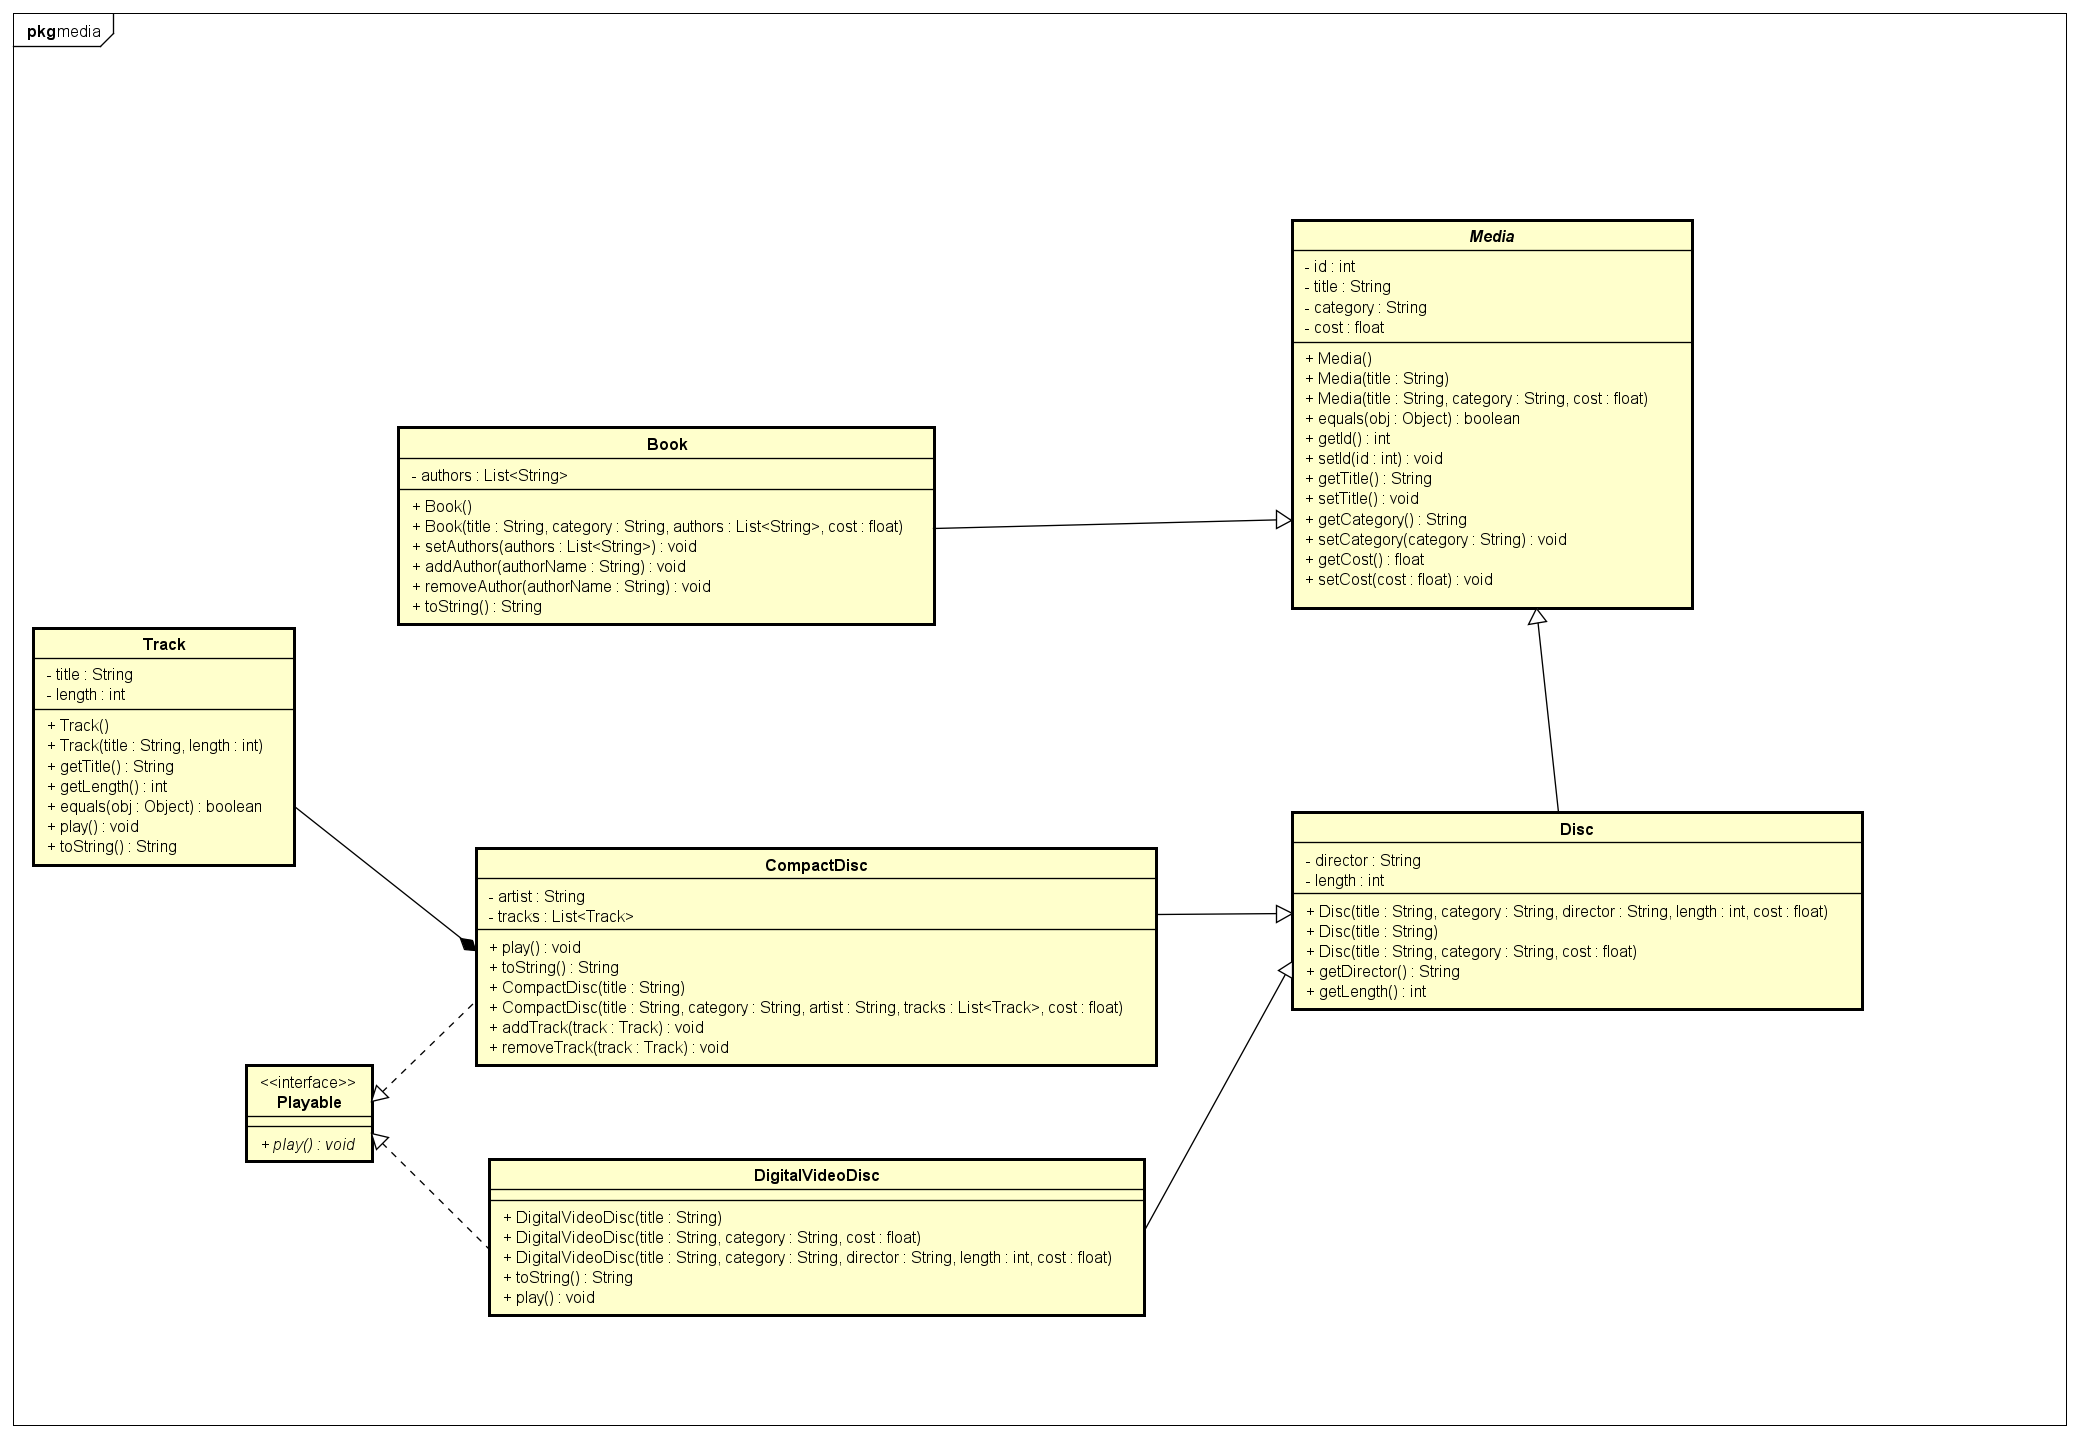 pkg media
Media
- id : int
- title : String
- category : String
- cost : float
+ Media()
+ Media(title : String)
+ Media(title : String, category : String, cost : float)
+ equals(obj : Object) : boolean
+ getId() : int
+ setId(id : int) : void
+ getTitle() : String
+ setTitle() : void
+ getCategory() : String
+ setCategory(category : String) : void
+ getCost() : float
+ setCost(cost : float) : void
Book
- authors : List<String>
+ Book()
+ Book(title : String, category : String, authors : List<String>, cost : float)
+ setAuthors(authors : List<String>) : void
+ addAuthor(authorName : String) : void
+ removeAuthor(authorName : String) : void
+ toString() : String
Track
- title : String
- length : int
+ Track()
+ Track(title : String, length : int)
+ getTitle() : String
+ getLength() : int
+ equals(obj : Object) : boolean
+ play() : void
+ toString() : String
CompactDisc
- artist : String
- tracks : List<Track>
+ play() : void
+ toString() : String
+ CompactDisc(title : String)
+ CompactDisc(title : String, category : String, artist : String, tracks : List<Track>, cost : float)
+ addTrack(track : Track) : void
+ removeTrack(track : Track) : void
Disc
- director : String
- length : int
+ Disc(title : String, category : String, director : String, length : int, cost : float)
+ Disc(title : String)
+ Disc(title : String, category : String, cost : float)
+ getDirector() : String
+ getLength() : int
<<interface>>
Playable
+ play() : void
DigitalVideoDisc
+ DigitalVideoDisc(title : String)
+ DigitalVideoDisc(title : String, category : String, cost : float)
+ DigitalVideoDisc(title : String, category : String, director : String, length : int, cost : float)
+ toString() : String
+ play() : void